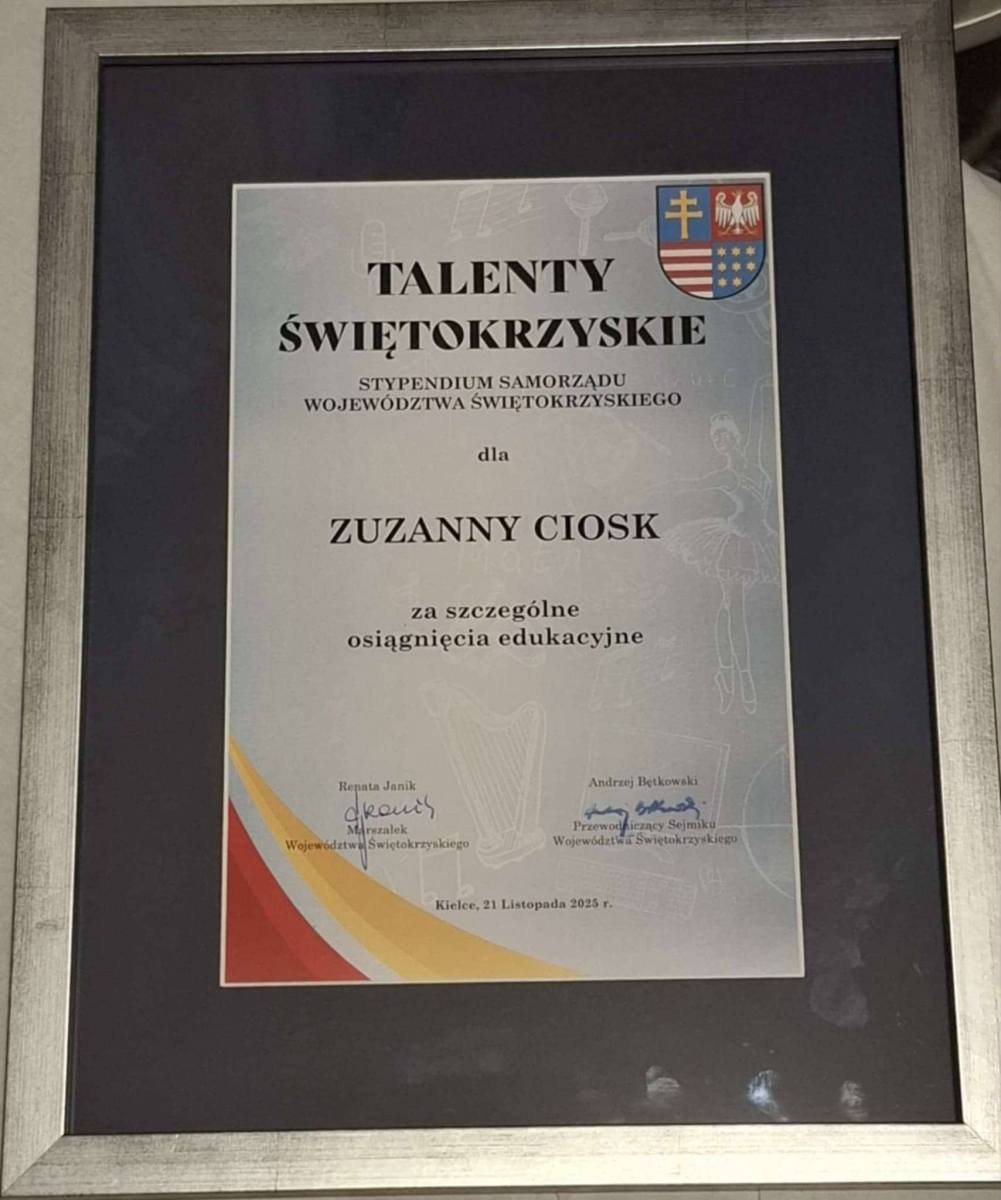 TALENTY
ŚWIĘTOKRZYSKIE
STYPENDIUM SAMORZĄDU
WOJEWÓDZTWA ŚWIĘTOKRZYSKIEGO
dla
ZUZANNY CIOSK
za szczególne
osiągnięcia edukacyjne
Renata Janik
Marszałek
Województwa Świętokrzyskiego
Andrzej Bętkowski
Przewodniczący Sejmiku
Województwa Świętokrzyskiego
Kielce, 21 Listopada 2025 r.